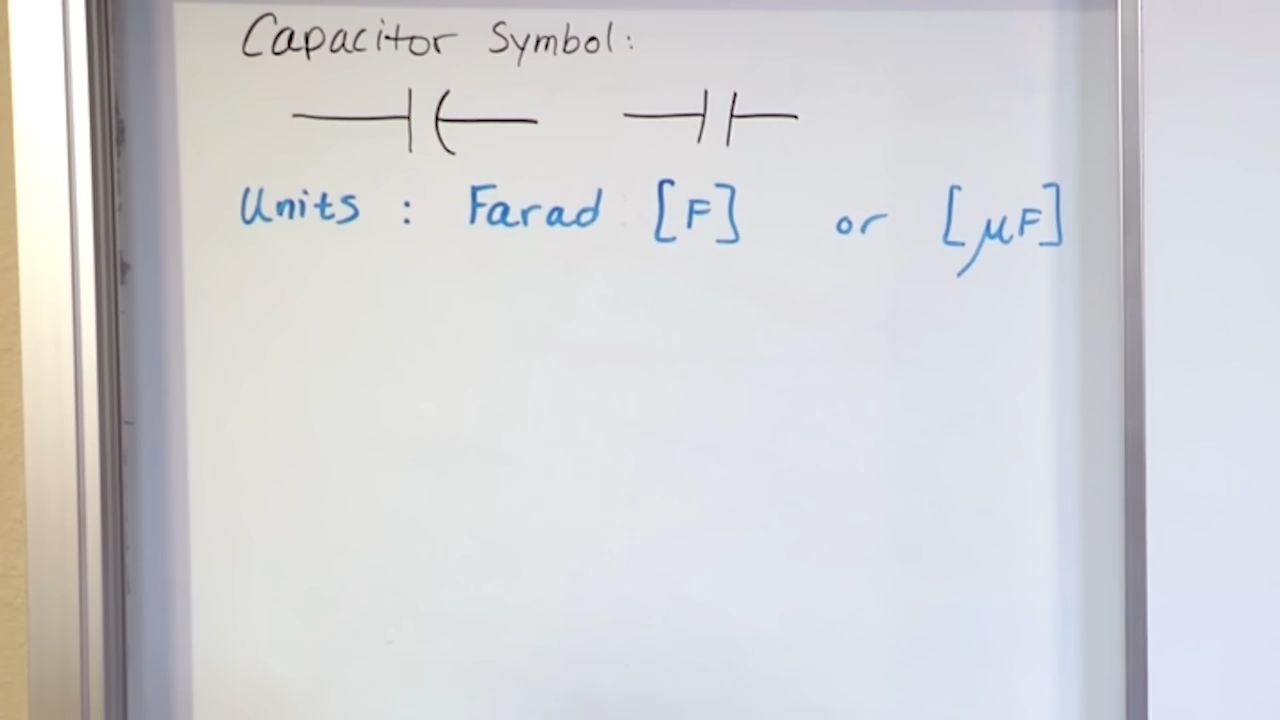 Capacitor Symbol:
Units : Farad [F] or [μF]